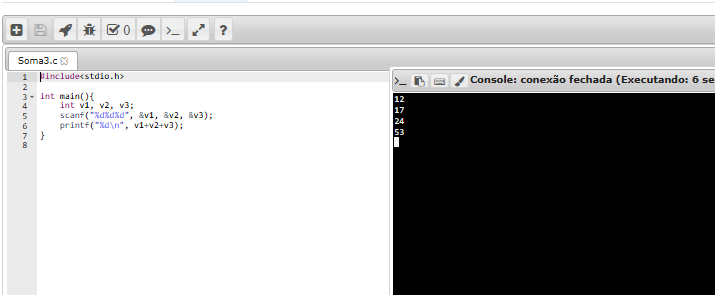 0 >_ ?
Soma3.c
1 #include<stdio.h>
2
3 int main(){
4 int v1, v2, v3;
5 scanf("%d%d%d", &v1, &v2, &v3);
6 printf("%d\n", v1+v2+v3);
7 }
8
>_ Console: conexão fechada (Executando: 6 se
12
17
24
53